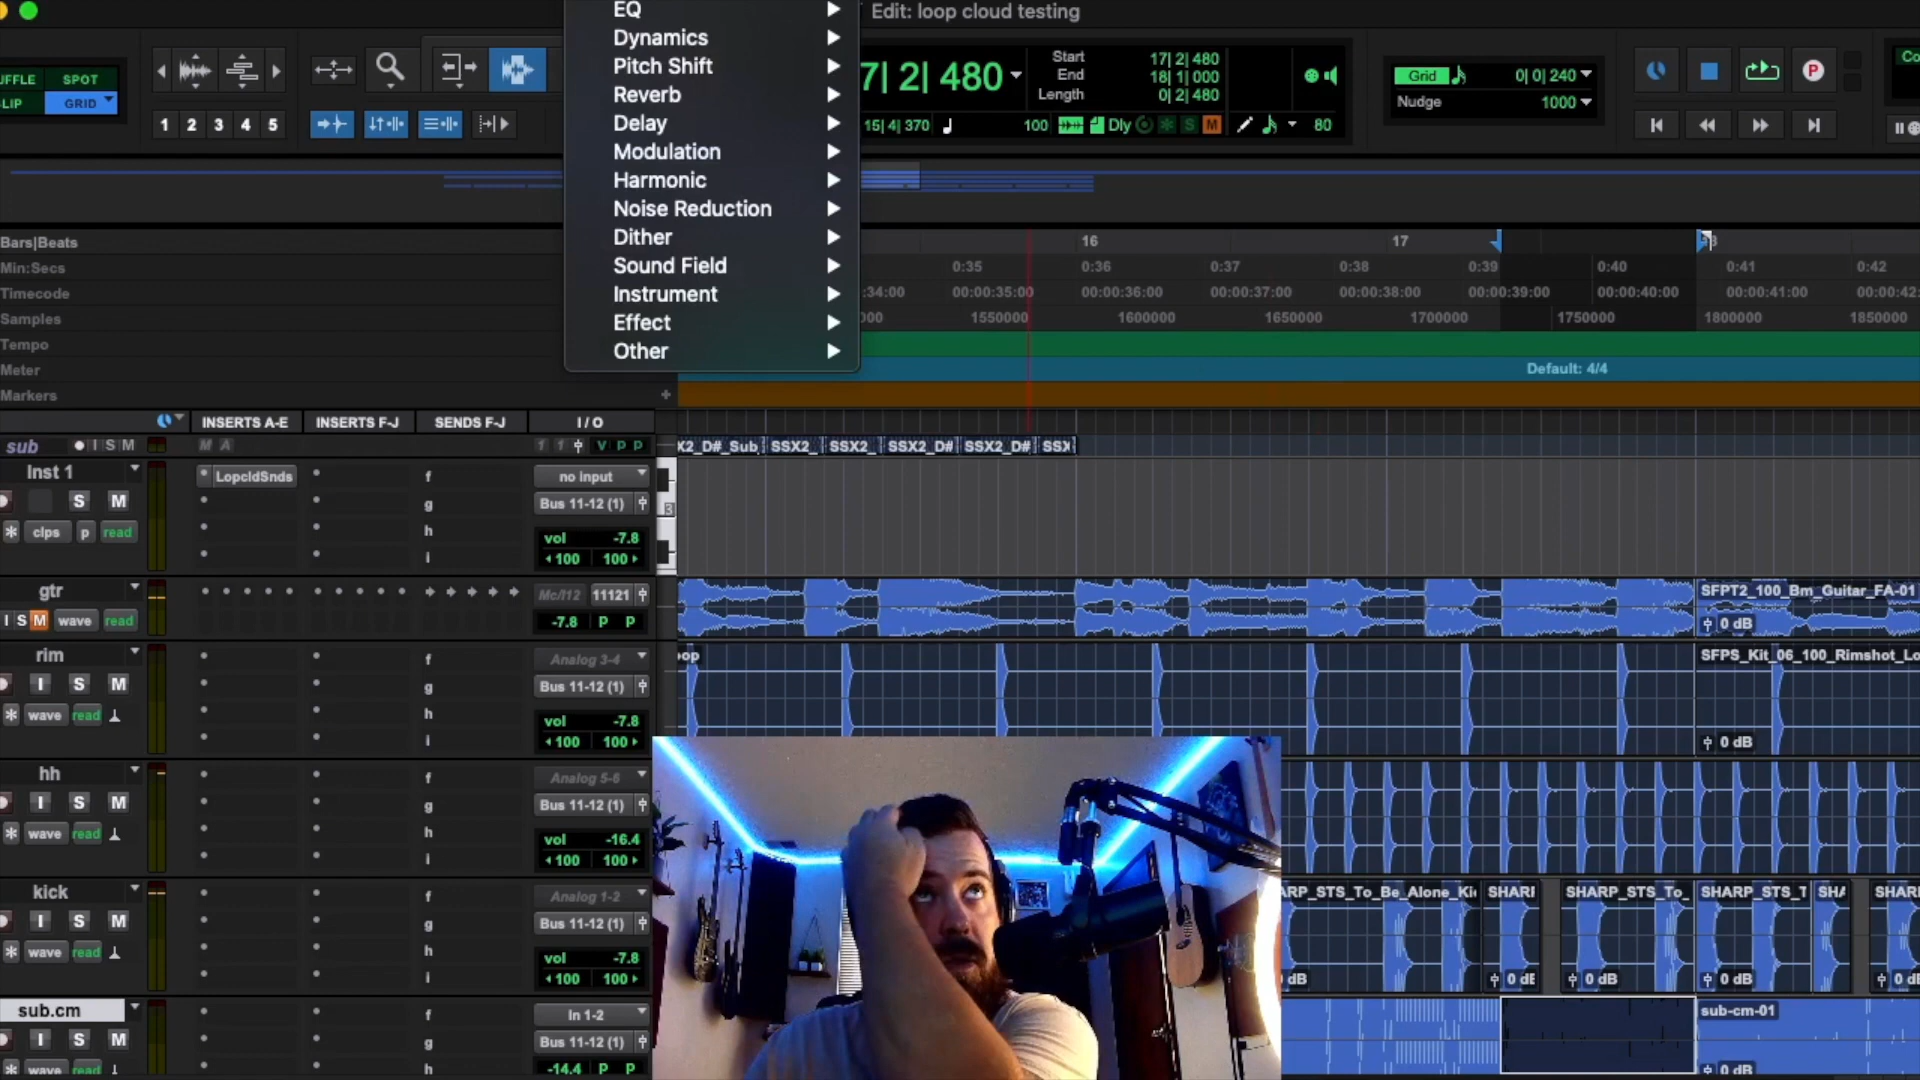 EQ
Dynamics
Pitch Shift
Reverb
Delay
Modulation
Harmonic
Noise Reduction
Dither
Sound Field
Instrument
Effect
Other
Edit: loop cloud testing
UFFLE SPOT
LIP GRID
1 2 3 4 5
7| 2| 480
Start 17| 2| 480
End 18| 1| 000
Length 0| 2| 480
15| 4| 370
100
Dly
S
M
80
Grid 0| 0| 240
Nudge 1000
P
Co
Bars|Beats
16
17
Min:Secs
0:35
0:36
0:37
0:38
0:39
0:40
0:41
0:42
Timecode
:34:00
00:00:35:00
00:00:36:00
00:00:37:00
00:00:38:00
00:00:39:00
00:00:40:00
00:00:41:00
00:00:42:
Samples
000
1550000
1600000
1650000
1700000
1750000
1800000
1850000
Tempo
Meter
Default: 4/4
Markers
INSERTS A-E
INSERTS F-J
SENDS F-J
I / O
sub
I S M
M A
1 1
V P P
X2_D#_Sub_
SSX2_
SSX2_
SSX2_D#
SSX2_D#
SSX
Inst 1
LopcldSnds
f
no input
S M
g
Bus 11-12 (1)
3
clps p read
h
vol -7.8
i
100 100
gtr
Mc/12 11121
I S M wave read
-7.8 P P
SFPT2_100_Bm_Guitar_FA-01
0 dB
rim
f
Analog 3-4
oop
SFPS_Kit_06_100_Rimshot_Lo
I S M
g
Bus 11-12 (1)
wave read
h
vol -7.8
i
100 100
0 dB
hh
f
Analog 5-6
I S M
g
Bus 11-12 (1)
wave read
h
vol -16.4
i
100 100
kick
f
Analog 1-2
ARP_STS_To_Be_Alone_Ki
SHARI
SHARP_STS_To_
SHARP_STS_T
SHA
SHARI
I S M
g
Bus 11-12 (1)
wave read
h
vol -7.8
i
100 100
dB
0 dE
0 dB
0 dB
0 d
sub.cm
f
In 1-2
sub-cm-01
I S M
g
Bus 11-12 (1)
wave read
h
-14.4 P P
0 dB